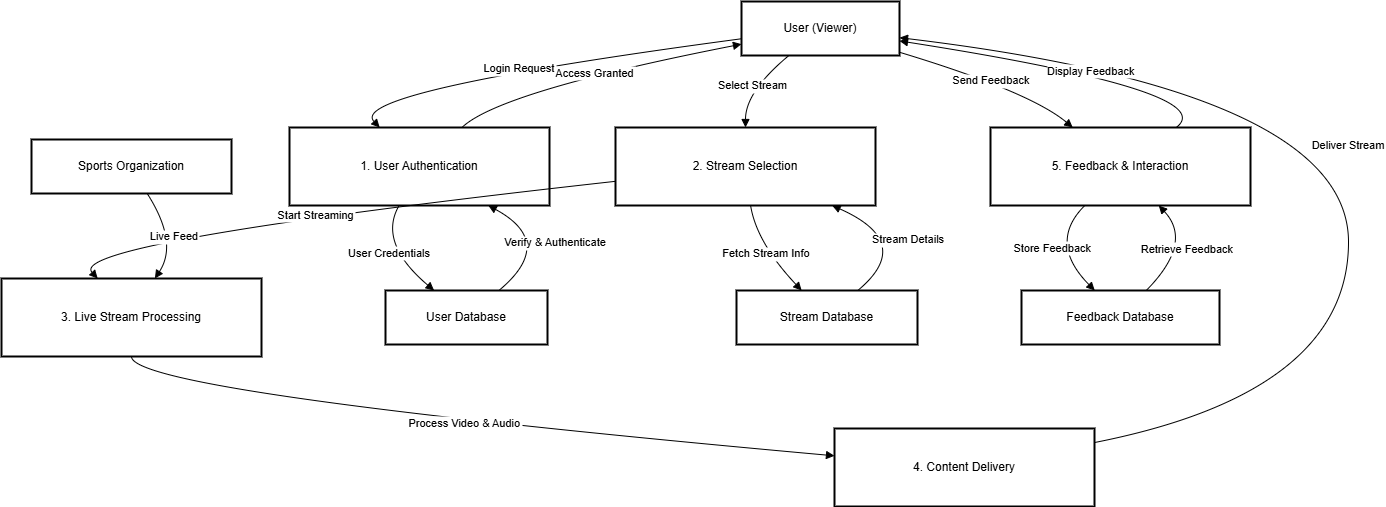 User (Viewer)
Login Request
Access Granted
Select Stream
Send Feedback
Display Feedback
Deliver Stream
Sports Organization
1. User Authentication
2. Stream Selection
5. Feedback & Interaction
Start Streaming
Live Feed
User Credentials
Verify & Authenticate
Fetch Stream Info
Stream Details
Store Feedback
Retrieve Feedback
3. Live Stream Processing
User Database
Stream Database
Feedback Database
Process Video & Audio
4. Content Delivery